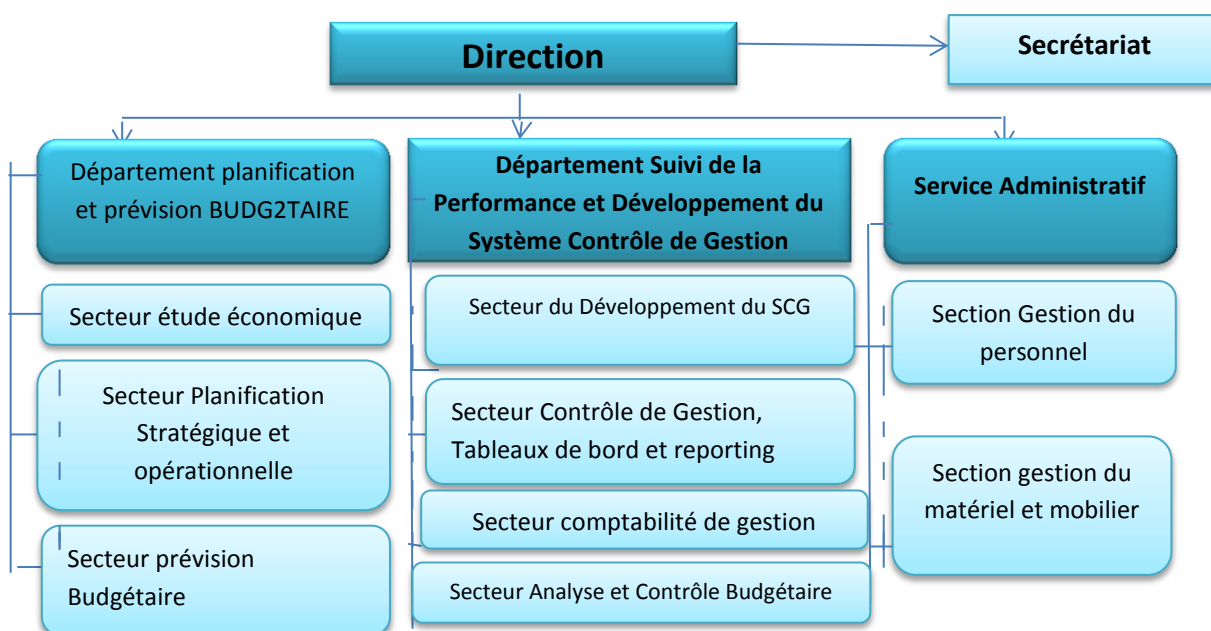 Direction
Secrétariat
Département planification
et prévision BUDG2TAIRE
Secteur étude économique
Secteur Planification
Stratégique et
opérationnelle
Secteur prévision
Budgétaire
Département Suivi de la
Performance et Développement du
Système Contrôle de Gestion
Secteur du Développement du SCG
Secteur Contrôle de Gestion,
Tableaux de bord et reporting
Secteur comptabilité de gestion
Secteur Analyse et Contrôle Budgétaire
Service Administratif
Section Gestion du
personnel
Section gestion du
matériel et mobilier